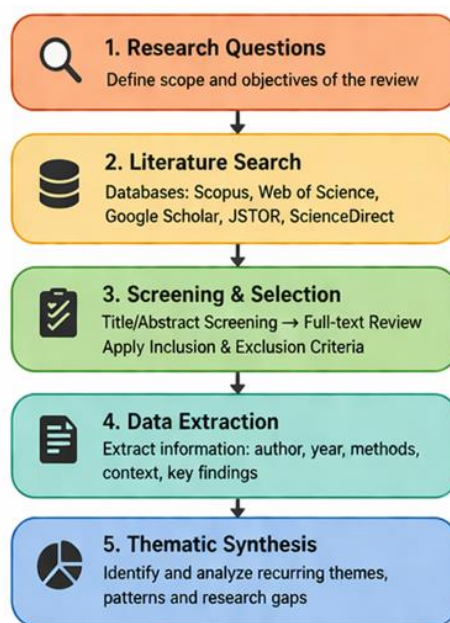 1. Research Questions
Define scope and objectives of the review
2. Literature Search
Databases: Scopus, Web of Science,
Google Scholar, JSTOR, ScienceDirect
3. Screening & Selection
Title/Abstract Screening → Full-text Review
Apply Inclusion & Exclusion Criteria
4. Data Extraction
Extract information: author, year, methods,
context, key findings
5. Thematic Synthesis
Identify and analyze recurring themes,
patterns and research gaps